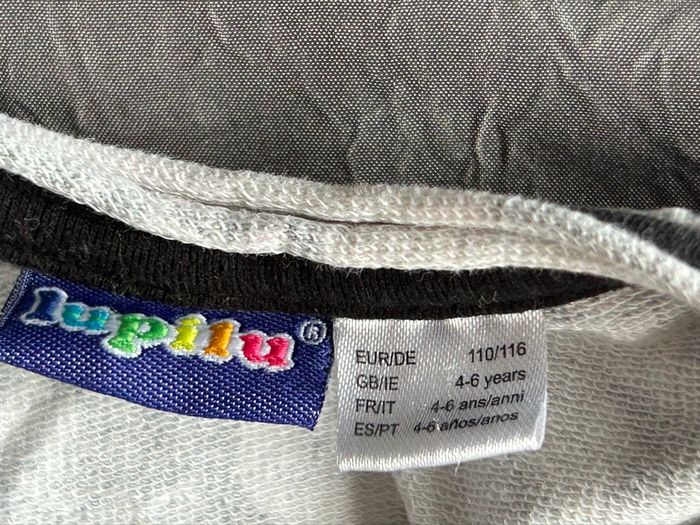 lupilu®
EUR/DE 110/116
GB/IE 4-6 years
FR/IT 4-6 ans/anni
ES/PT 4-6 años/anos